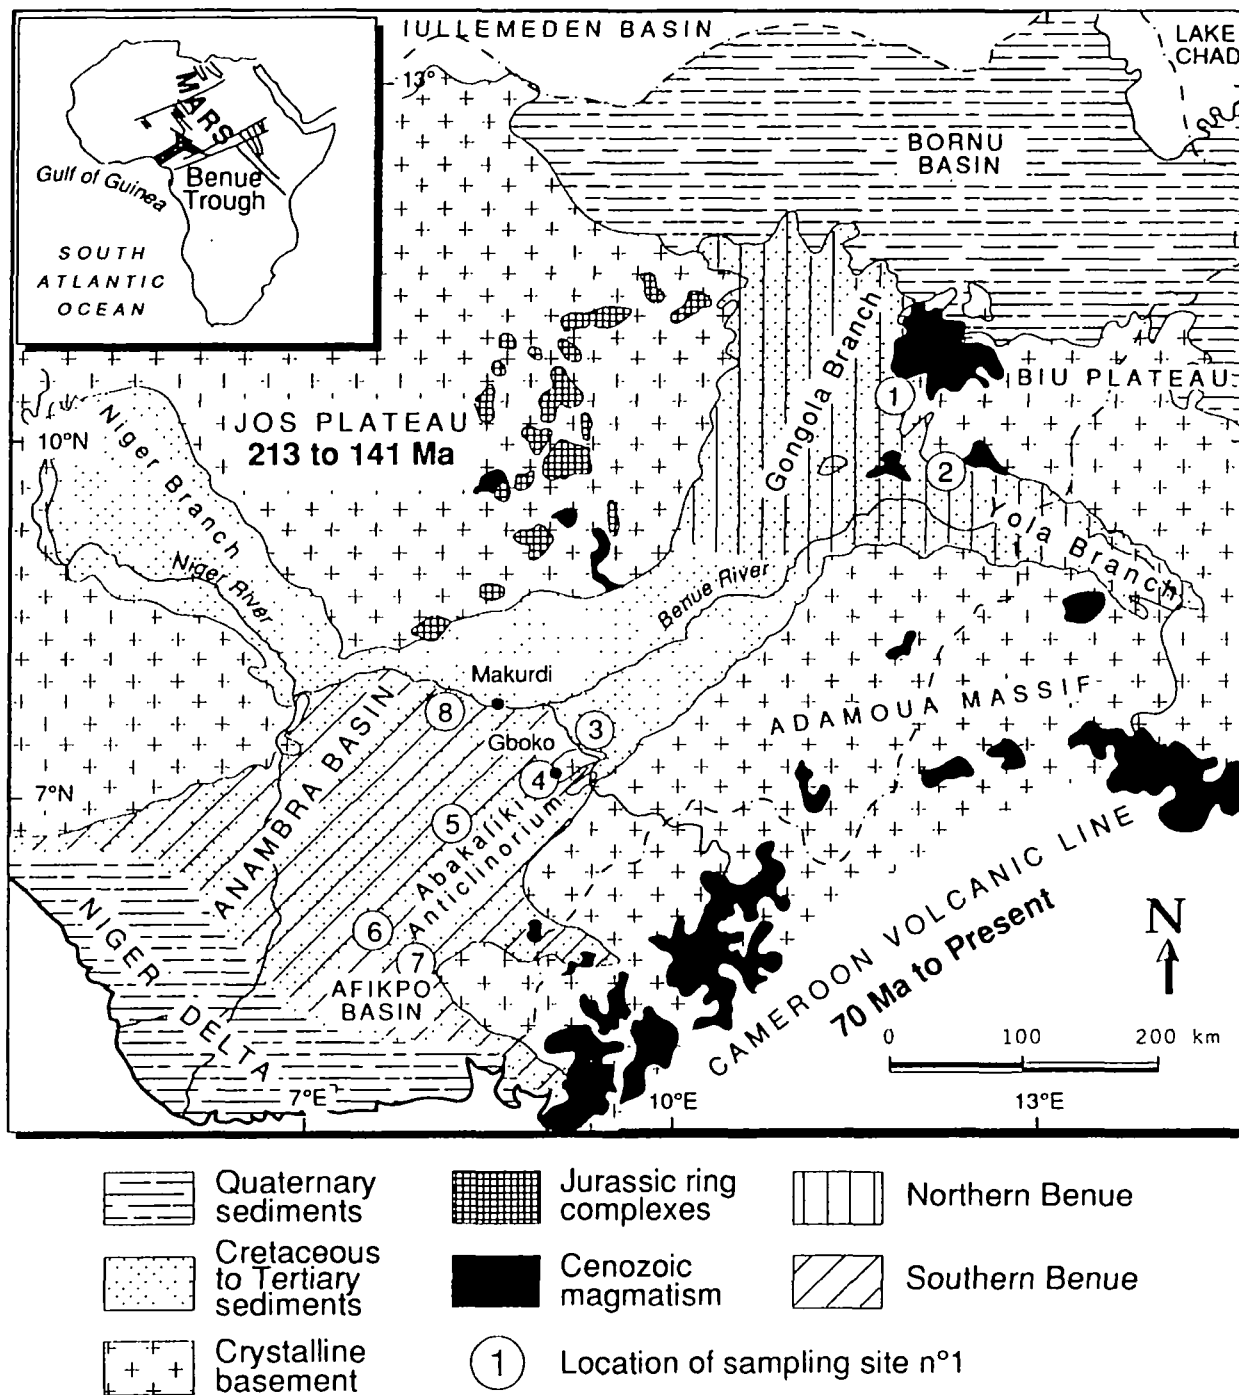 IULLEMEDEN BASIN
LAKE
CHAD
13°
MARS
Gulf of Guinea
Benue
Trough
SOUTH
ATLANTIC
OCEAN
BORNU
BASIN
Gongola Branch
BIU PLATEAU
1
10°N
Niger
Branch
JOS PLATEAU
213 to 141 Ma
2
Yola Branch
Niger River
Benue River
Makurdi
8
3
Gboko
4
ADAMOUA MASSIF
7°N
ANAMBRA BASIN
5
Abakaliki
Anticlinorium
6
7
AFIKPO
BASIN
NIGER DELTA
CAMEROON VOLCANIC LINE
70 Ma to Present
N
0 100 200 km
7°E
10°E
13°E
Quaternary
sediments
Jurassic ring
complexes
Northern Benue
Cretaceous
to Tertiary
sediments
Cenozoic
magmatism
Southern Benue
Crystalline
basement
1
Location of sampling site n°1